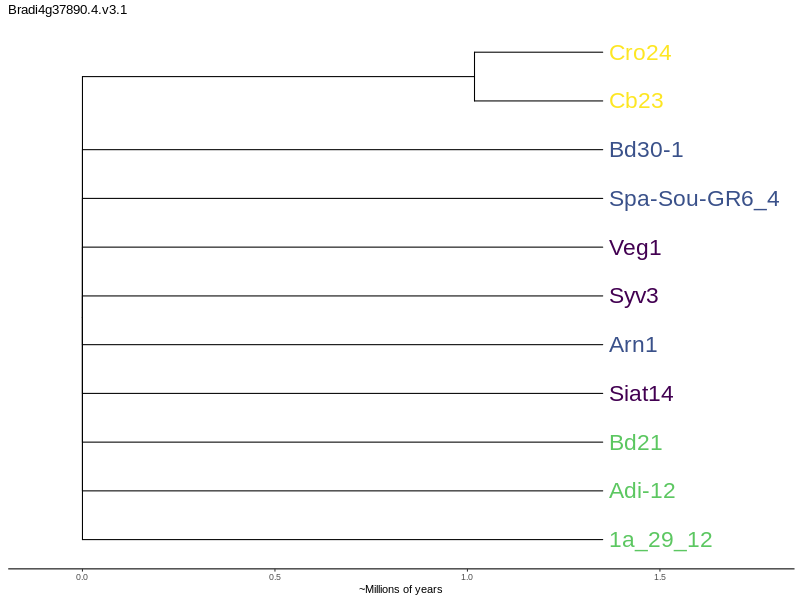 Bradi4g37890.4.v3.1
Cro24
Cb23
Bd30-1
Spa-Sou-GR6_4
Veg1
Syv3
Arn1
Siat14
Bd21
Adi-12
1a_29_12
0.0 0.5 1.0 1.5
~Millions of years